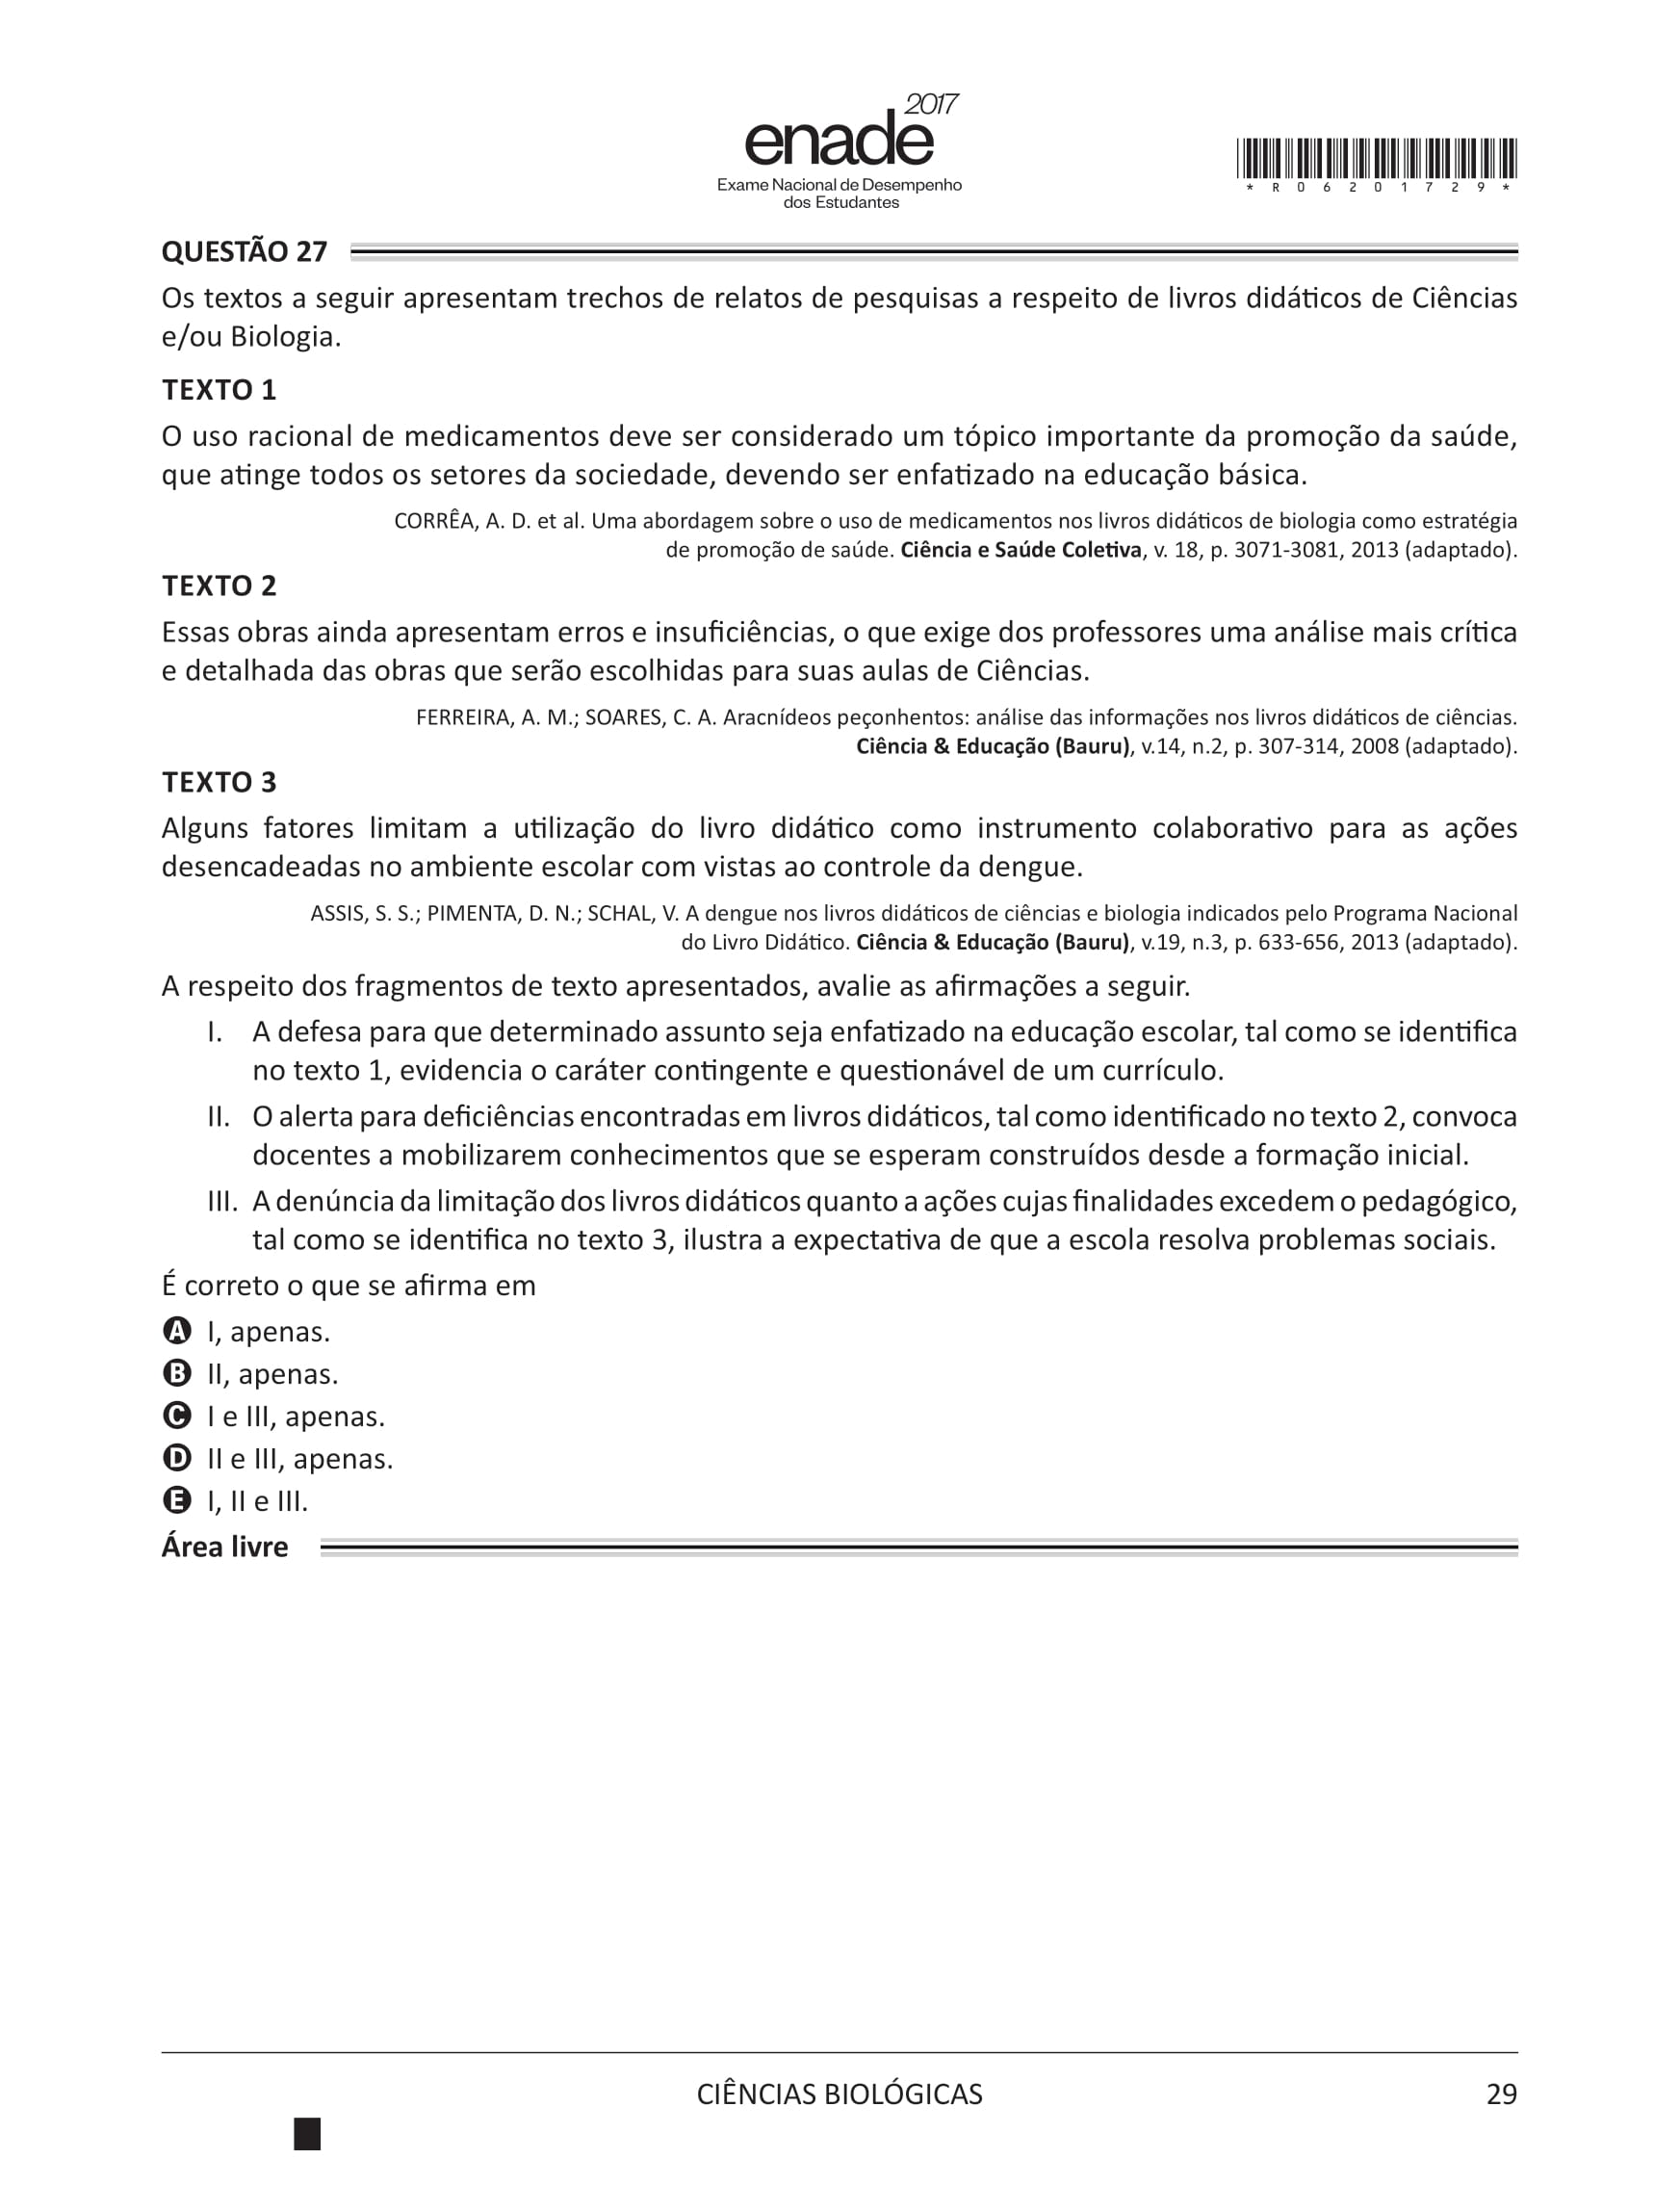 2017
enade
Exame Nacional de Desempenho
dos Estudantes
* R 0 6 2 0 1 7 2 9 *
QUESTÃO 27
Os textos a seguir apresentam trechos de relatos de pesquisas a respeito de livros didáticos de Ciências
e/ou Biologia.
TEXTO 1
O uso racional de medicamentos deve ser considerado um tópico importante da promoção da saúde,
que atinge todos os setores da sociedade, devendo ser enfatizado na educação básica.
CORRÊA, A. D. et al. Uma abordagem sobre o uso de medicamentos nos livros didáticos de biologia como estratégia
de promoção de saúde. Ciência e Saúde Coletiva, v. 18, p. 3071-3081, 2013 (adaptado).
TEXTO 2
Essas obras ainda apresentam erros e insuficiências, o que exige dos professores uma análise mais crítica
e detalhada das obras que serão escolhidas para suas aulas de Ciências.
FERREIRA, A. M.; SOARES, C. A. Aracnídeos peçonhentos: análise das informações nos livros didáticos de ciências.
Ciência & Educação (Bauru), v.14, n.2, p. 307-314, 2008 (adaptado).
TEXTO 3
Alguns fatores limitam a utilização do livro didático como instrumento colaborativo para as ações
desencadeadas no ambiente escolar com vistas ao controle da dengue.
ASSIS, S. S.; PIMENTA, D. N.; SCHAL, V. A dengue nos livros didáticos de ciências e biologia indicados pelo Programa Nacional
do Livro Didático. Ciência & Educação (Bauru), v.19, n.3, p. 633-656, 2013 (adaptado).
A respeito dos fragmentos de texto apresentados, avalie as afirmações a seguir.
I. A defesa para que determinado assunto seja enfatizado na educação escolar, tal como se identifica
no texto 1, evidencia o caráter contingente e questionável de um currículo.
II. O alerta para deficiências encontradas em livros didáticos, tal como identificado no texto 2, convoca
docentes a mobilizarem conhecimentos que se esperam construídos desde a formação inicial.
III. A denúncia da limitação dos livros didáticos quanto a ações cujas finalidades excedem o pedagógico,
tal como se identifica no texto 3, ilustra a expectativa de que a escola resolva problemas sociais.
É correto o que se afirma em
A I, apenas.
B II, apenas.
C I e III, apenas.
D II e III, apenas.
E I, II e III.
Área livre
CIÊNCIAS BIOLÓGICAS
29